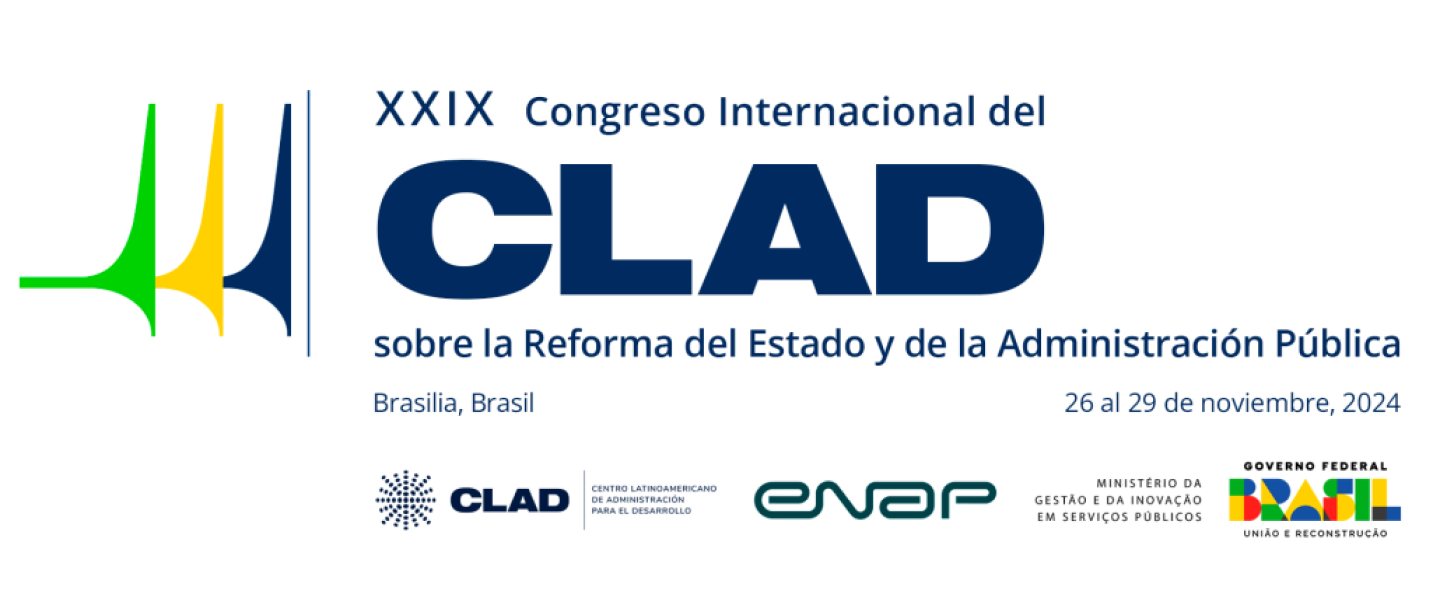 XXIX Congreso Internacional del
CLAD
sobre la Reforma del Estado y de la Administración Pública
Brasilia, Brasil
26 al 29 de noviembre, 2024
CLAD
CENTRO LATINOAMERICANO
DE ADMINISTRACIÓN
PARA EL DESARROLLO
enap
MINISTÉRIO DA
GESTÃO E DA INOVAÇÃO
EM SERVIÇOS PÚBLICOS
GOVERNO FEDERAL
BRASIL
UNIÃO E RECONSTRUÇÃO